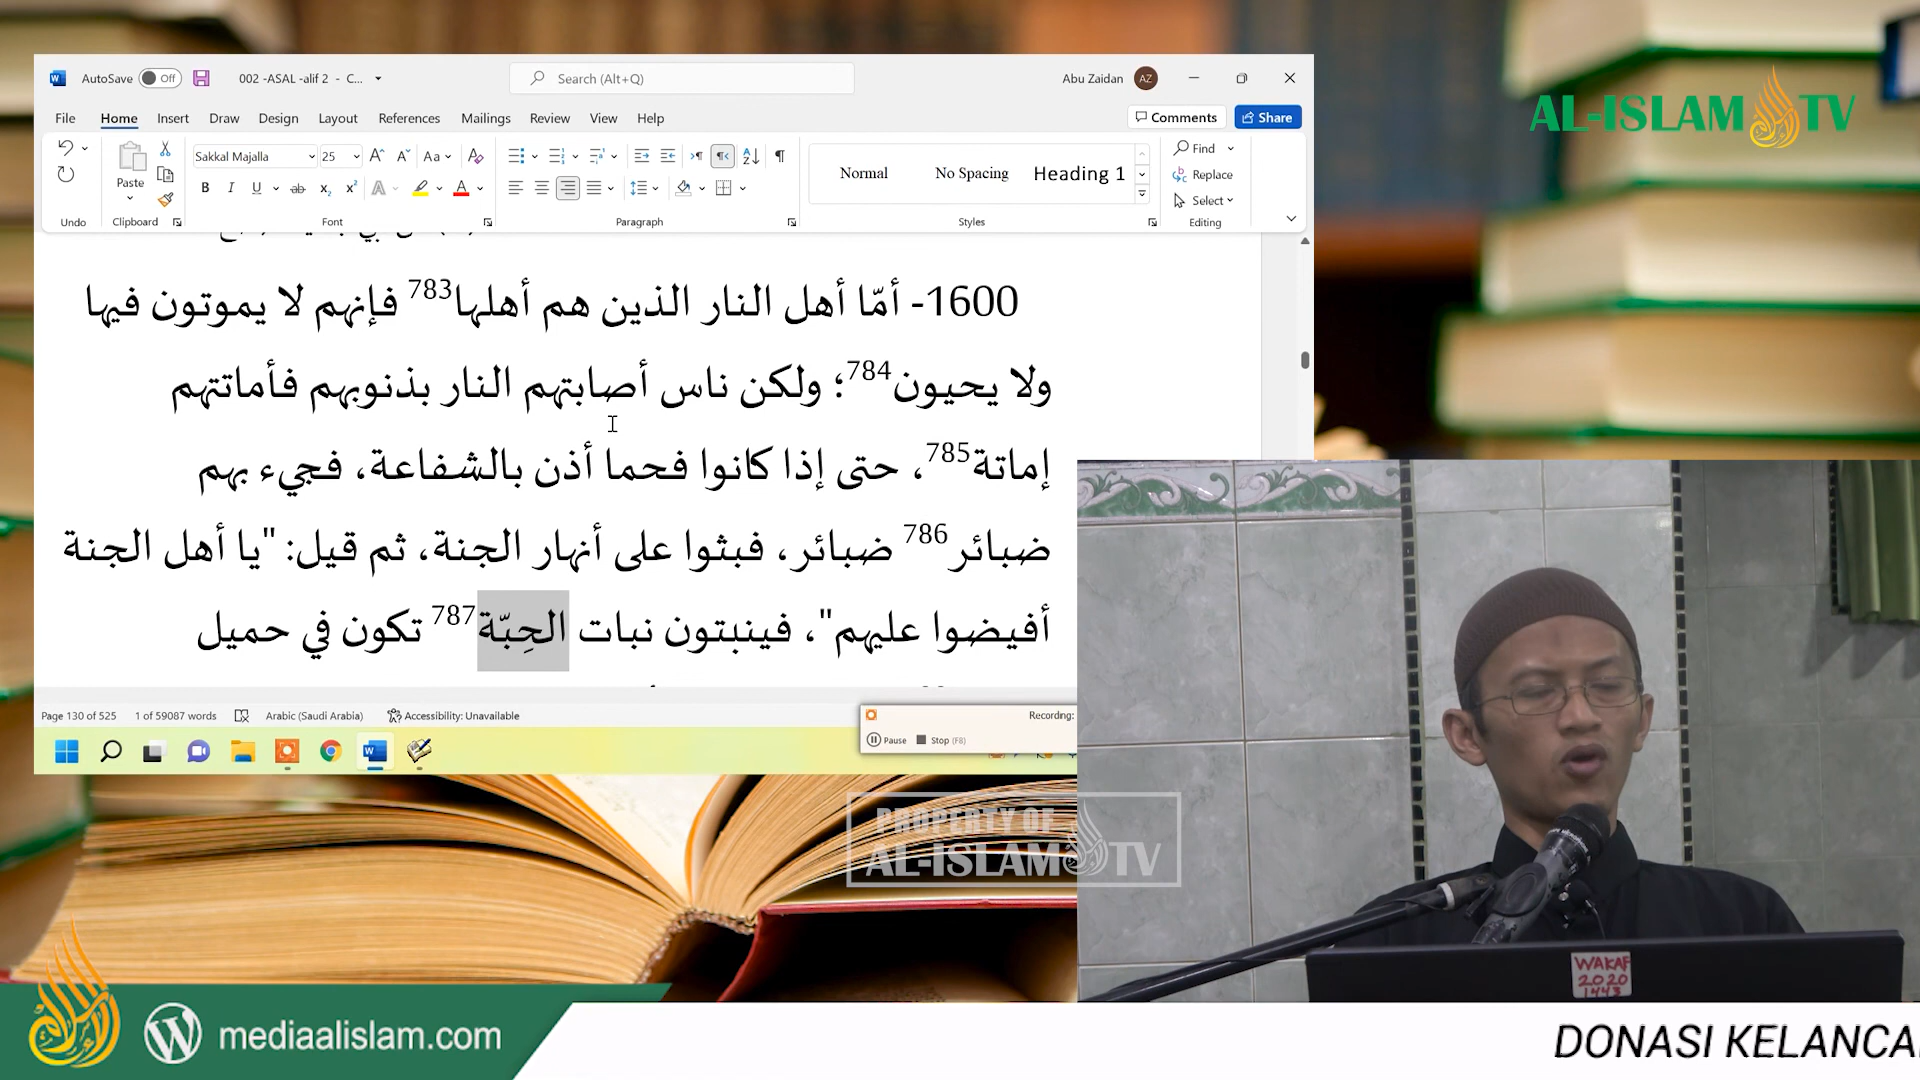 AutoSave Off 002 -ASAL -alif 2 - C... Search (Alt+Q) Abu Zaidan AZ
File Home Insert Draw Design Layout References Mailings Review View Help Comments Share
Sakkal Majalla 25 Aa
Paste
B I U ab x₂ x² A A
Normal No Spacing Heading 1
Find
Replace
Select
Undo Clipboard Font Paragraph Styles Editing
1600- أمّا أهل النار الذين هم أهلها783 فإنهم لا يموتون فيها
ولا يحيون784؛ ولكن ناس أصابتهم النار بذنوبهم فأماتتهم
إماتة785، حتى إذا كانوا فحما أذن بالشفاعة، فجيء بهم
ضبائر786 ضبائر، فبثوا على أنهار الجنة، ثم قيل: "يا أهل الجنة
أفيضوا عليهم"، فينبتون نبات الحِبّة787 تكون في حميل
Page 130 of 525 1 of 59087 words Arabic (Saudi Arabia) Accessibility: Unavailable
Recording:
Pause Stop (F8)
AL-ISLAM TV
PROPERTY OF
AL-ISLAM TV
WAKAF
2020
1443
mediaalislam.com
DONASI KELANCA